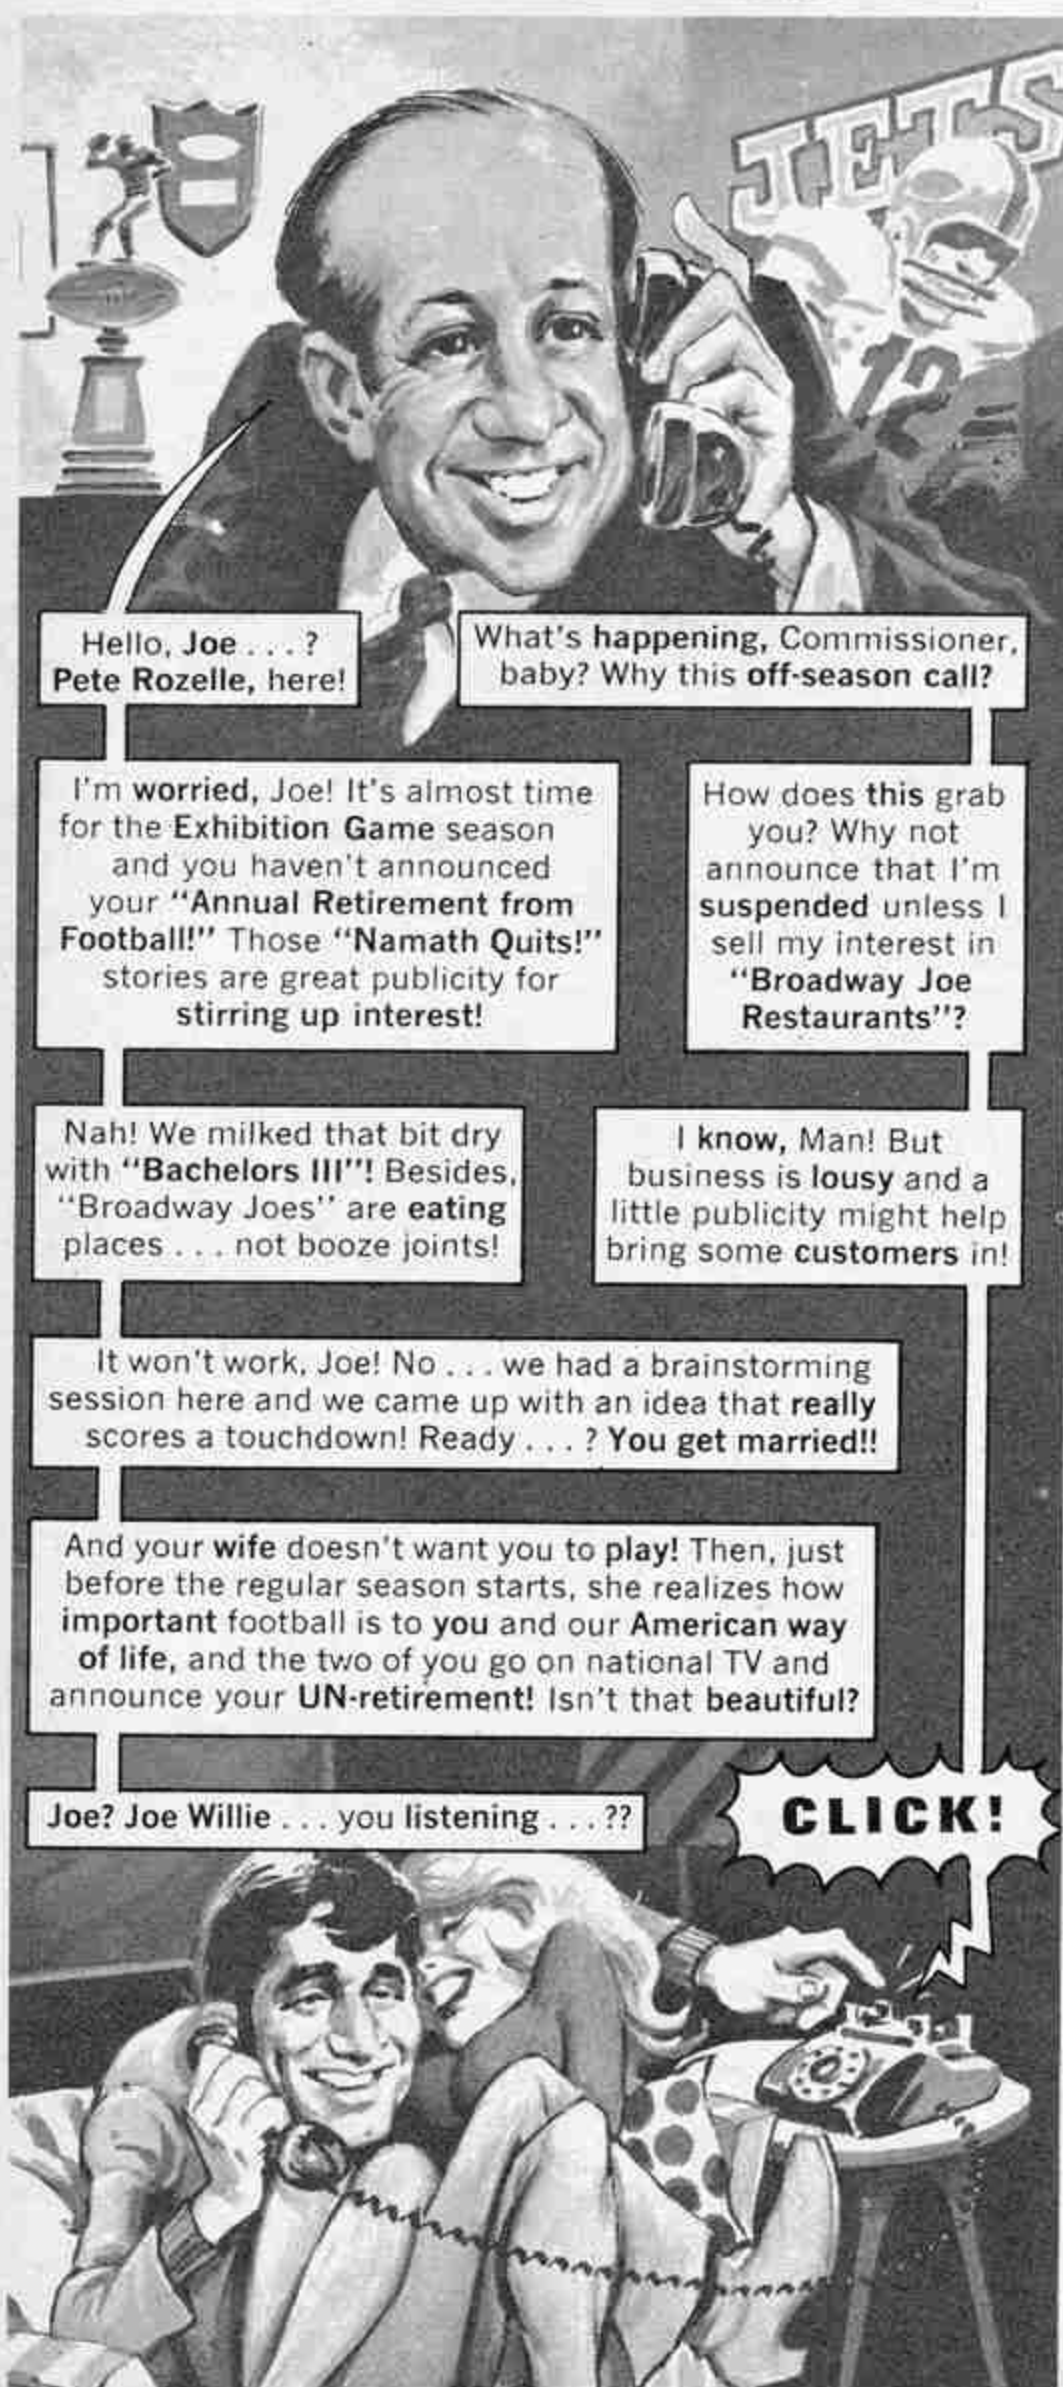 JETS
12
Hello, Joe . . . ?
Pete Rozelle, here!
What's happening, Commissioner,
baby? Why this off-season call?
I'm worried, Joe! It's almost time
for the Exhibition Game season
and you haven't announced
your "Annual Retirement from
Football!" Those "Namath Quits!"
stories are great publicity for
stirring up interest!
How does this grab
you? Why not
announce that I'm
suspended unless I
sell my interest in
"Broadway Joe
Restaurants"?
Nah! We milked that bit dry
with "Bachelors III"! Besides,
"Broadway Joes" are eating
places . . . not booze joints!
I know, Man! But
business is lousy and a
little publicity might help
bring some customers in!
It won't work, Joe! No . . . we had a brainstorming
session here and we came up with an idea that really
scores a touchdown! Ready . . . ? You get married!!
And your wife doesn't want you to play! Then, just
before the regular season starts, she realizes how
important football is to you and our American way
of life, and the two of you go on national TV and
announce your UN-retirement! Isn't that beautiful?
Joe? Joe Willie . . . you listening . . . ??
CLICK!